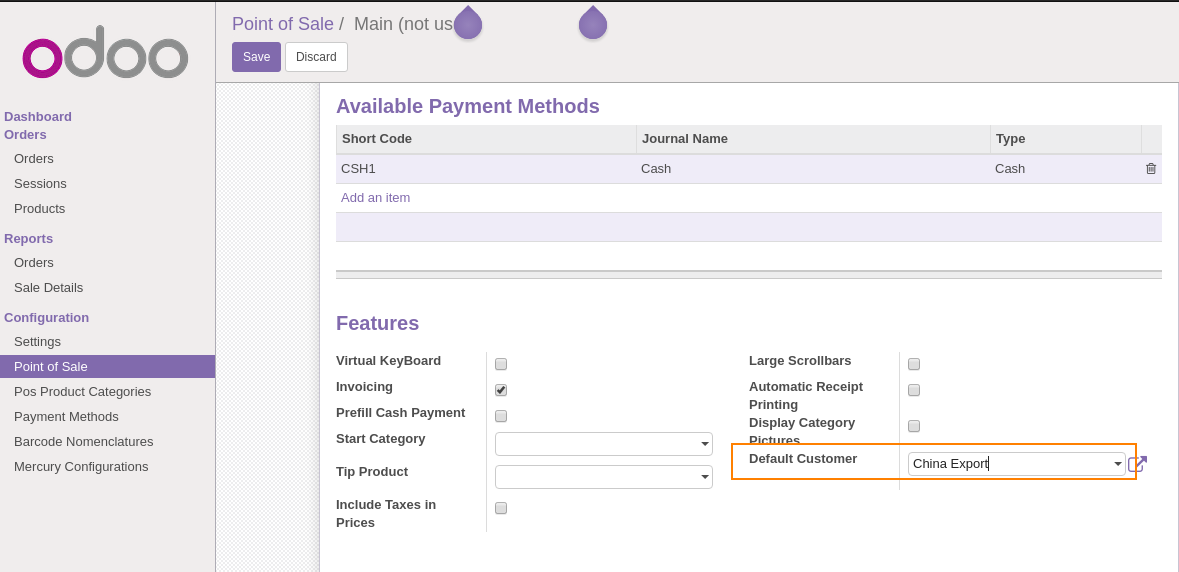 odoo
Dashboard
Orders
Orders
Sessions
Products
Reports
Orders
Sale Details
Configuration
Settings
Point of Sale
Pos Product Categories
Payment Methods
Barcode Nomenclatures
Mercury Configurations
Point of Sale / Main (not us
Save Discard
Available Payment Methods
Short Code Journal Name Type
CSH1 Cash Cash
Add an item
Features
Virtual KeyBoard
Invoicing
Prefill Cash Payment
Start Category
Tip Product
Include Taxes in
Prices
Large Scrollbars
Automatic Receipt
Printing
Display Category
Pictures
Default Customer China Export